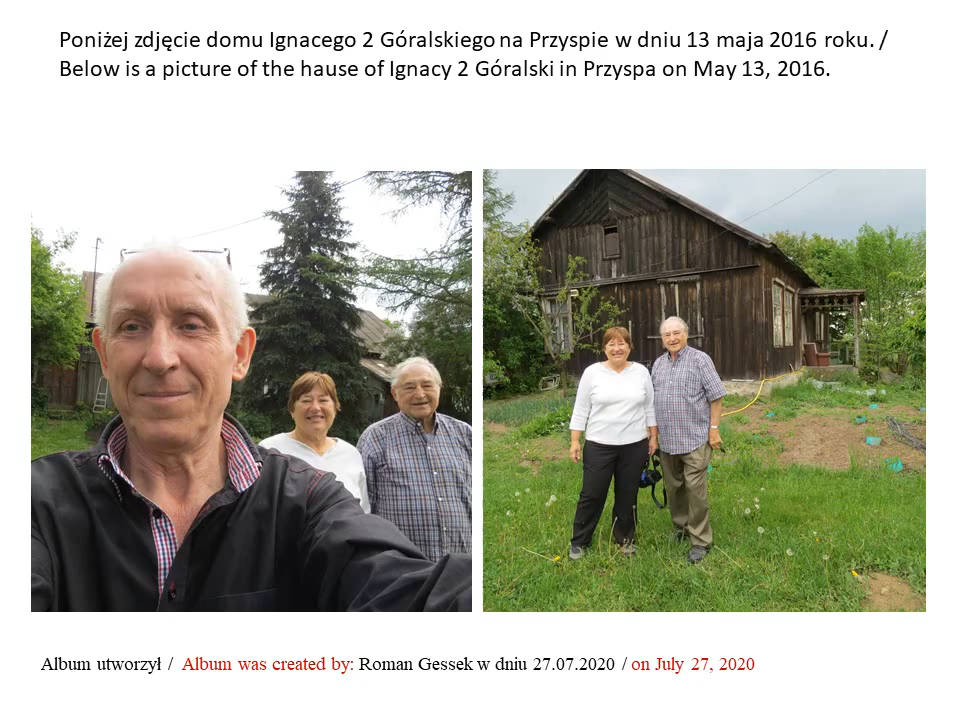 Poniżej zdjęcie domu Ignacego 2 Góralskiego na Przyspie w dniu 13 maja 2016 roku. /
Below is a picture of the hause of Ignacy 2 Góralski in Przyspa on May 13, 2016.
Album utworzył / Album was created by: Roman Gessek w dniu 27.07.2020 / on July 27, 2020